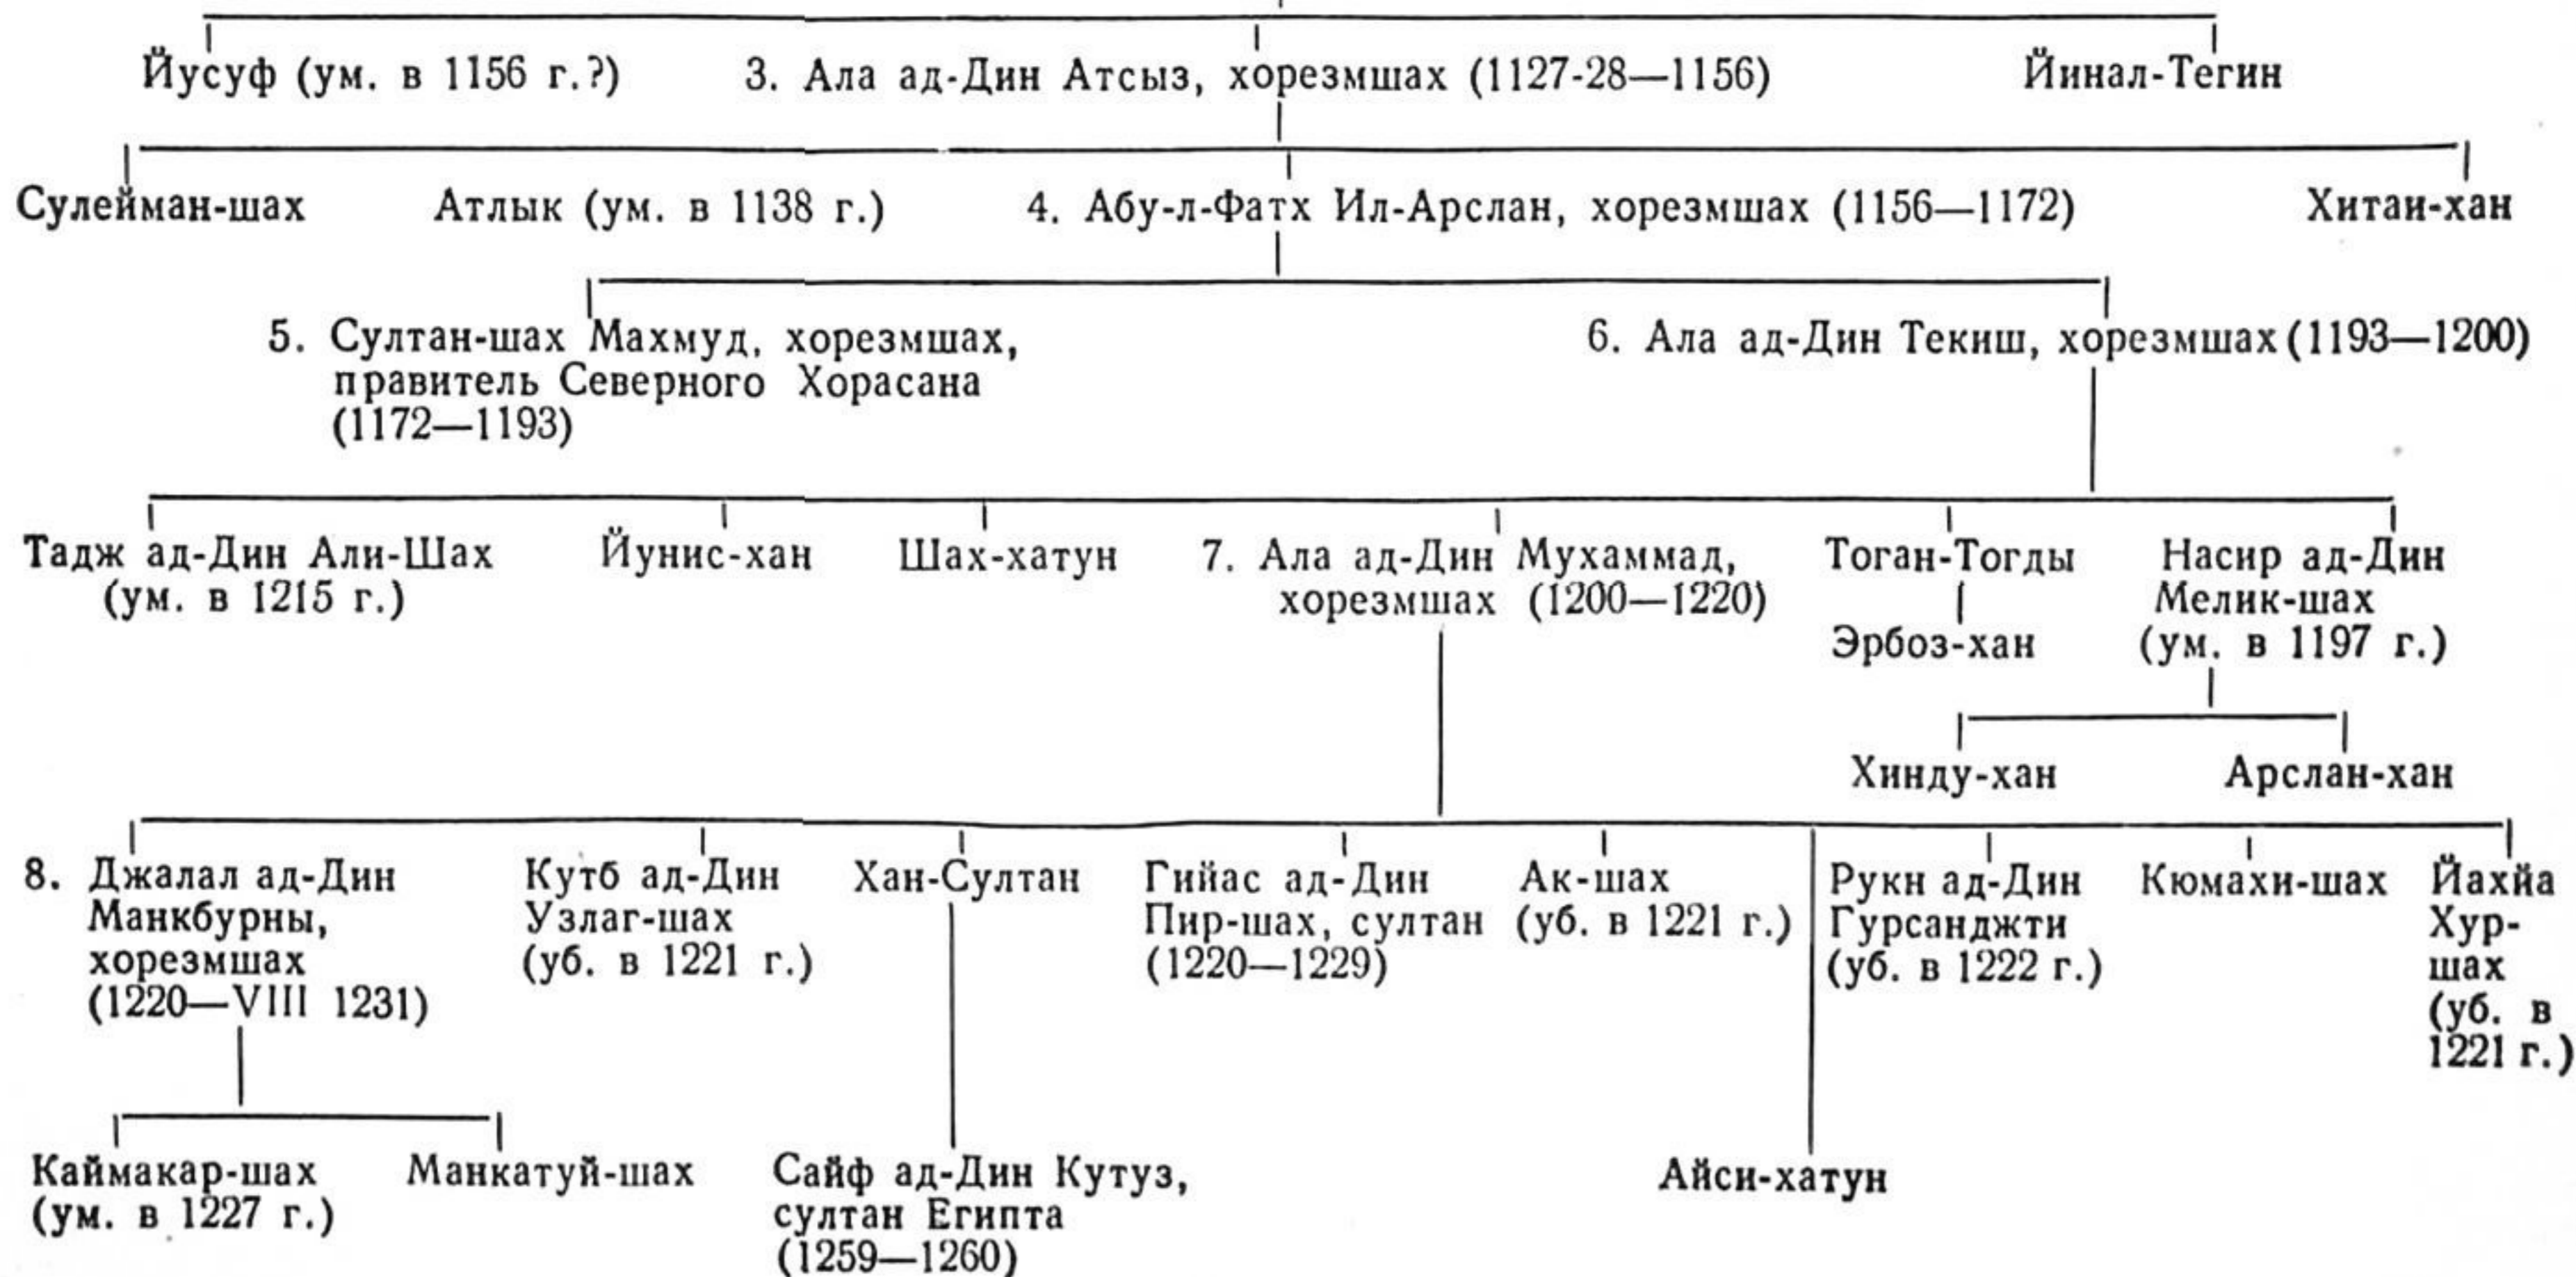 Йусуф (ум. в 1156 г.?) 3. Ала ад-Дин Атсыз, хорезмшах (1127-28—1156) Йинал-Тегин
Сулейман-шах Атлык (ум. в 1138 г.) 4. Абу-л-Фатх Ил-Арслан, хорезмшах (1156—1172) Хитаи-хан
5. Султан-шах Махмуд, хорезмшах,
правитель Северного Хорасана
(1172—1193)
6. Ала ад-Дин Текиш, хорезмшах (1193—1200)
Тадж ад-Дин Али-Шах
(ум. в 1215 г.)
Йунис-хан
Шах-хатун
7. Ала ад-Дин Мухаммад,
хорезмшах (1200—1220)
Тоган-Тогды
Эрбоз-хан
Насир ад-Дин
Мелик-шах
(ум. в 1197 г.)
Хинду-хан
Арслан-хан
8. Джалал ад-Дин
Манкбурны,
хорезмшах
(1220—VIII 1231)
Кутб ад-Дин
Узлаг-шах
(уб. в 1221 г.)
Хан-Султан
Гийас ад-Дин
Пир-шах, султан
(1220—1229)
Ак-шах
(уб. в 1221 г.)
Рукн ад-Дин
Гурсанджти
(уб. в 1222 г.)
Кюмахи-шах
Йахйа
Хур-
шах
(уб. в
1221 г.)
Каймакар-шах
(ум. в 1227 г.)
Манкатуй-шах
Сайф ад-Дин Кутуз,
султан Египта
(1259—1260)
Айси-хатун